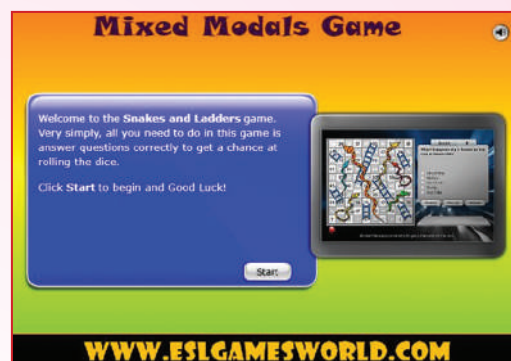 Mixed Modals Game
Welcome to the Snakes and Ladders game.
Very simply, all you need to do in this game is
answer questions correctly to get a chance at
rolling the dice.
Click Start to begin and Good Luck!
Start
WWW.ESLGAMESWORLD.COM